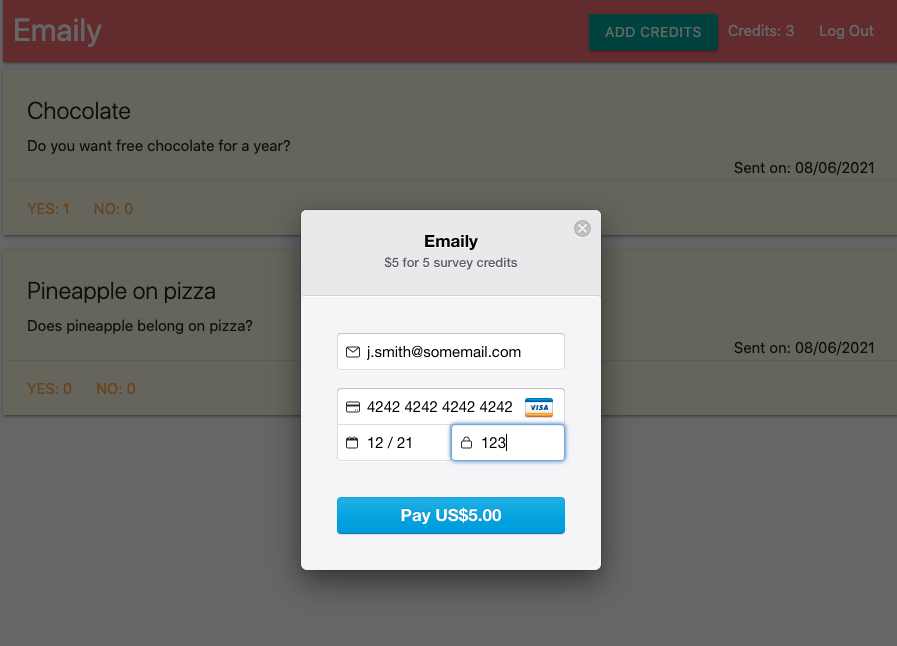 Emaily
ADD CREDITS Credits: 3 Log Out
Chocolate
Do you want free chocolate for a year?
Sent on: 08/06/2021
YES: 1 NO: 0
Emaily
$5 for 5 survey credits
Pineapple on pizza
Does pineapple belong on pizza?
Sent on: 08/06/2021
YES: 0 NO: 0
j.smith@somemail.com
4242 4242 4242 4242 VISA
12 / 21 123
Pay US$5.00